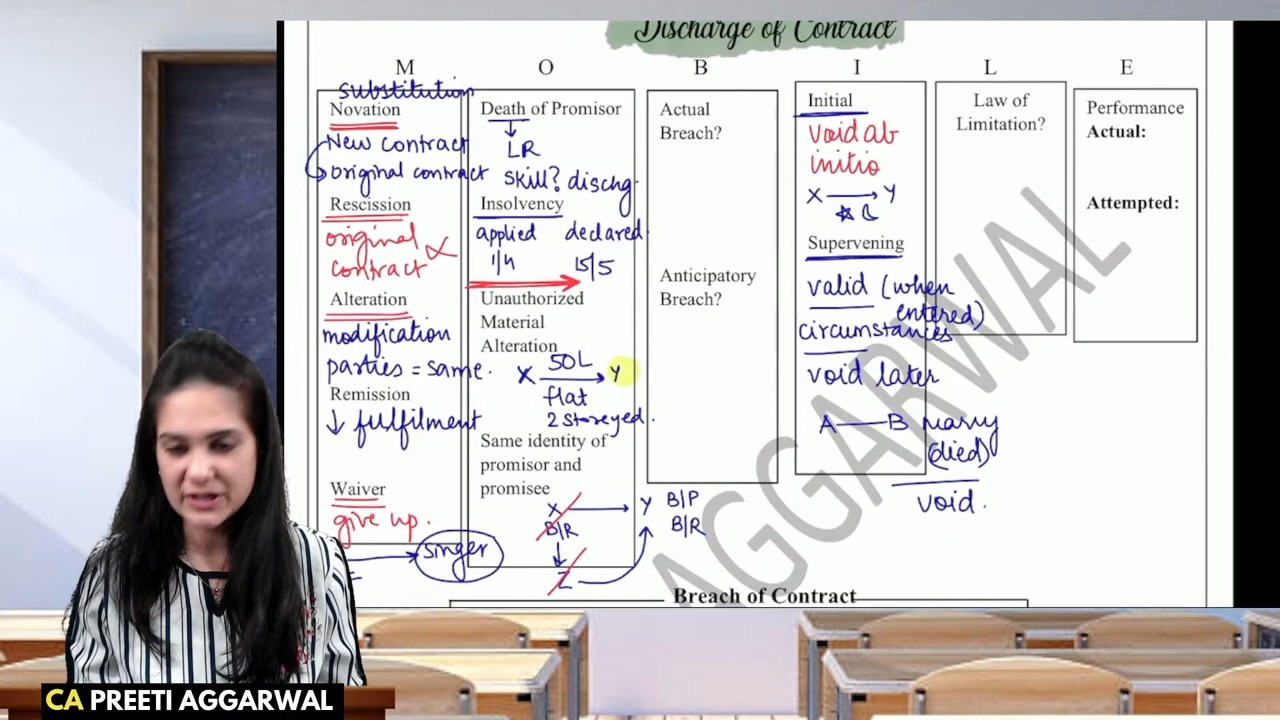 Discharge of Contract
M O B I L E
substitution
Novation
New contract
original contract
Rescission
original
contract
Alteration
modification
parties = same.
Remission
↓ fulfilment
Waiver
give up.
singer
Death of Promisor
↓
LR
skill? dischg.
Insolvency
applied declared
1/4 15/5
Unauthorized
Material
Alteration
X 50L → Y
flat
2 storeyed.
Same identity of
promisor and
promisee
X → Y B/P
B/R B/R
↓
Z
Actual
Breach?
Anticipatory
Breach?
Initial
Void ab
initio
X → Y
Supervening
valid (when
entered)
circumstances
void later
A — B marry
(died)
void.
Law of
Limitation?
Performance
Actual:
Attempted:
AGGARWAL
Breach of Contract
CA PREETI AGGARWAL